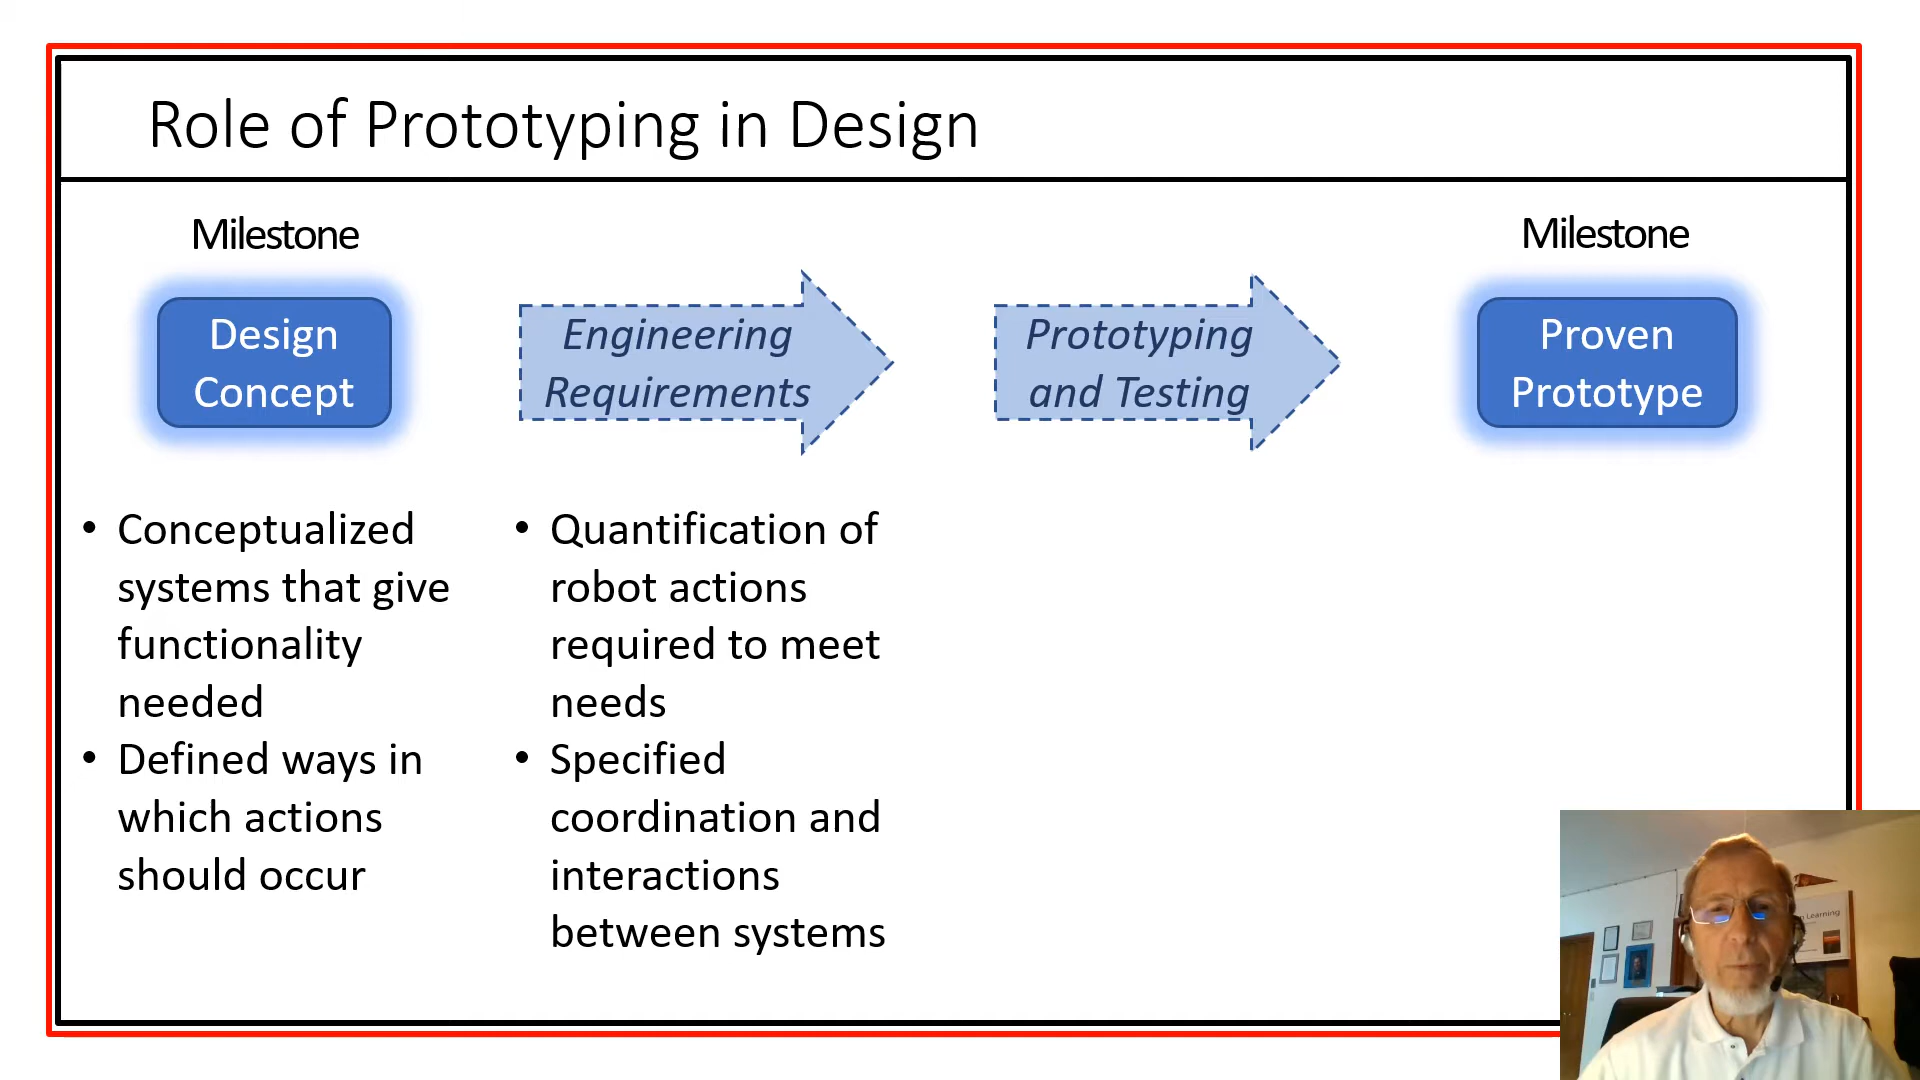 Role of Prototyping in Design
Milestone
Milestone
Design
Concept
Engineering
Requirements
Prototyping
and Testing
Proven
Prototype
• Conceptualized
systems that give
functionality
needed
• Defined ways in
which actions
should occur
• Quantification of
robot actions
required to meet
needs
• Specified
coordination and
interactions
between systems
Learning